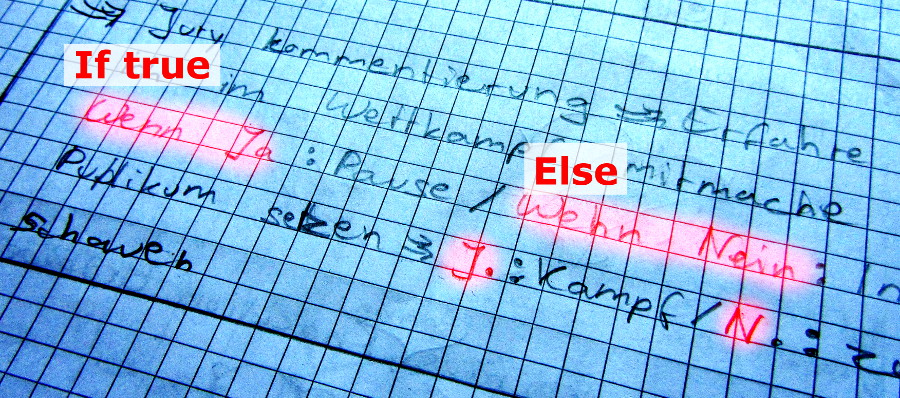 ⇒ Jury kommentierung ⇒ Erfahre
If true
im Wettkampf mitmache
Wenn Ja : Pause / Wenn Nein : In
Else
Publikum setzen ⇒ J. : Kampf / N. : zu
schauen